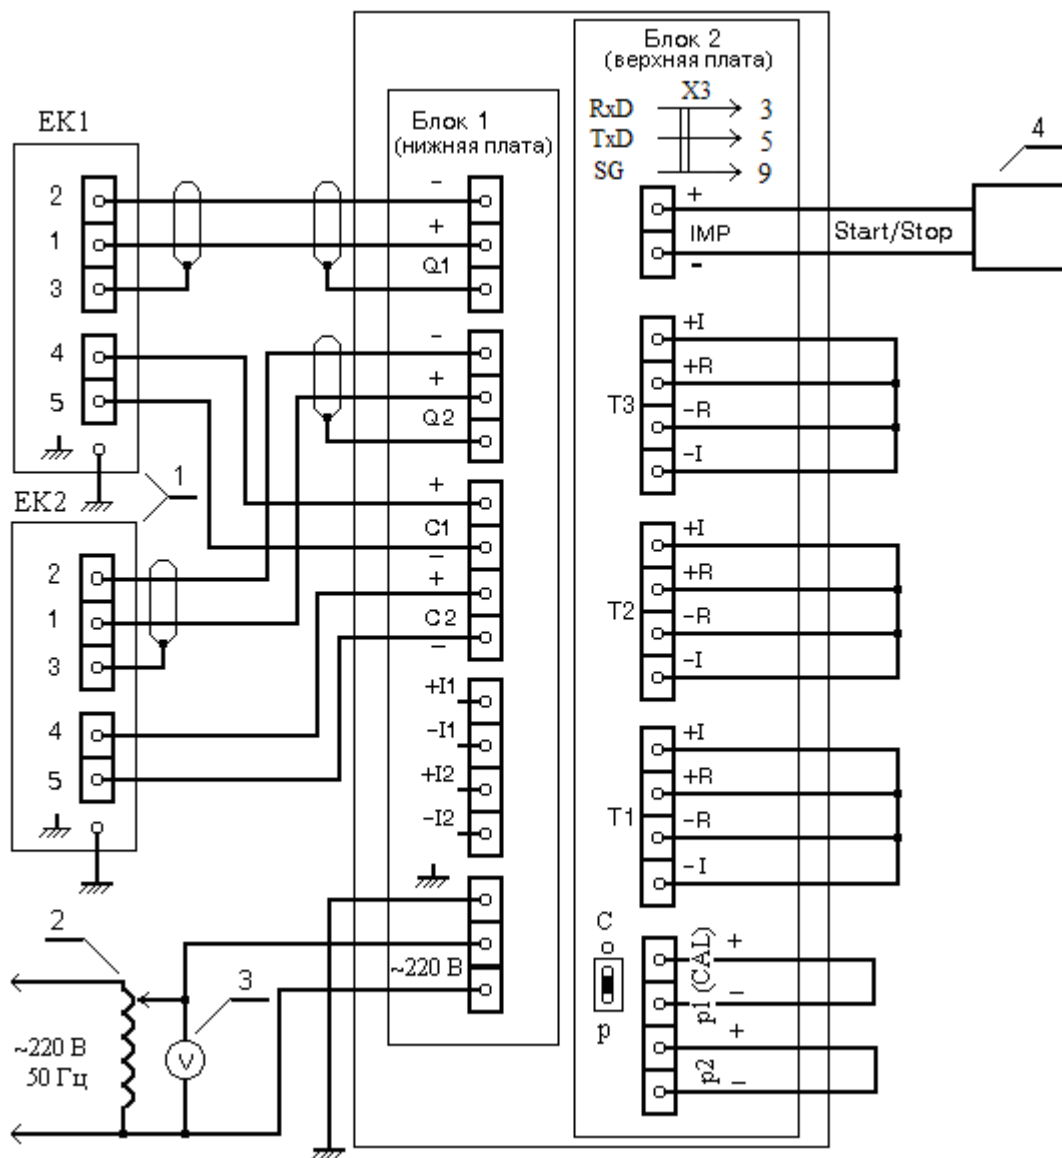 EK1
2
1
3
4
5
1
EK2
2
1
3
4
5
2
3
~220 В
50 Гц
V
Блок 1
(нижняя плата)
-
+
Q1
-
+
Q2
+
C1
-
+
C2
-
+I1
-I1
+I2
-I2
~220 В
Блок 2
(верхняя плата)
X3
RxD 3
TxD 5
SG 9
+
IMP
-
Start/Stop
4
T3
+I
+R
-R
-I
T2
+I
+R
-R
-I
T1
+I
+R
-R
-I
C
p
p1 (CAL)
+
-
p2
+
-